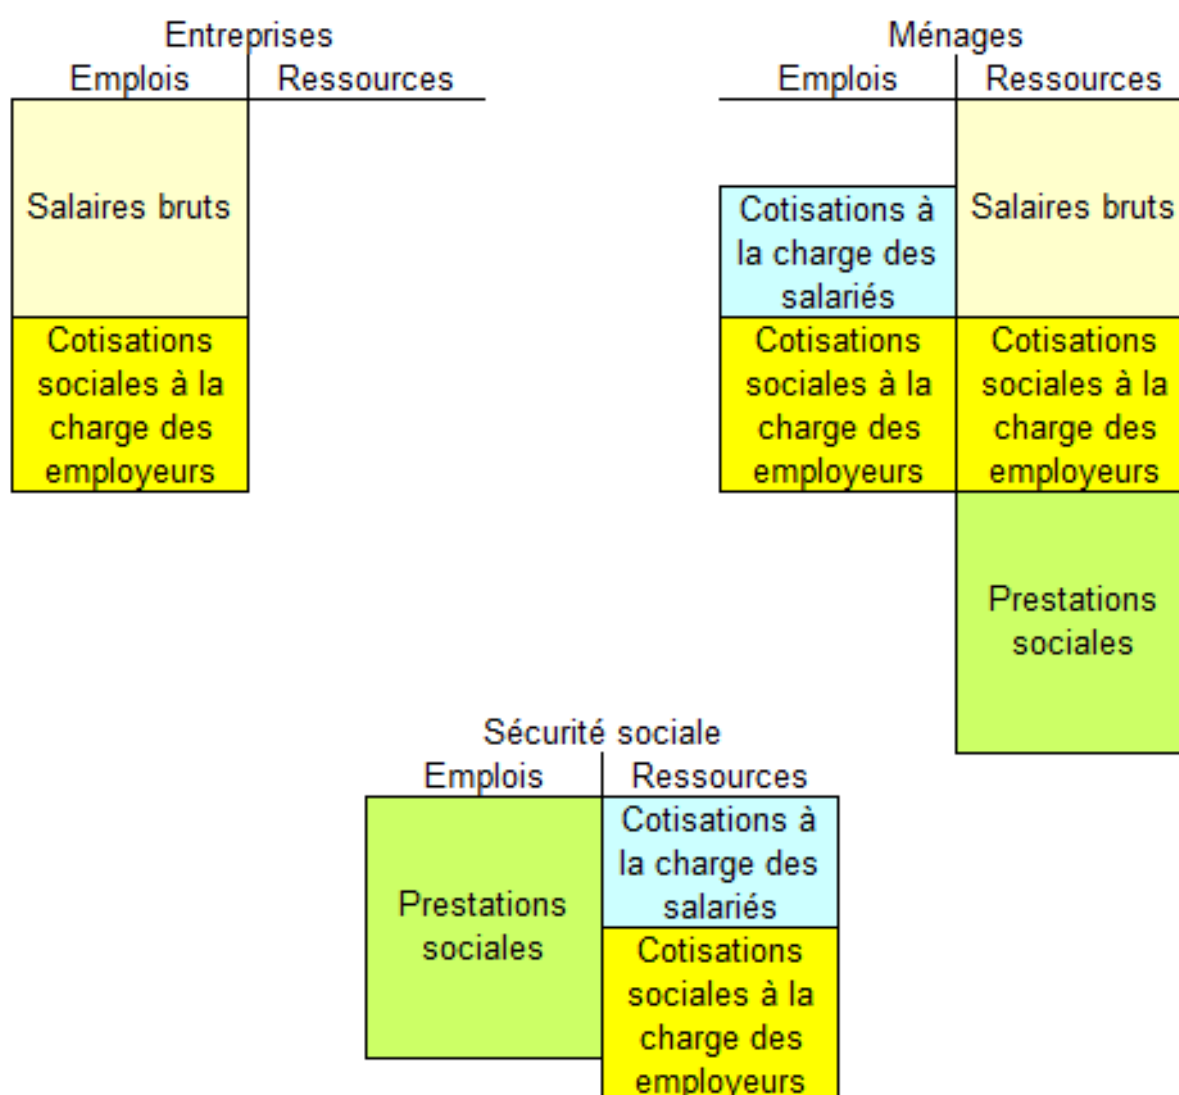 Entreprises
Emplois
Ressources
Salaires bruts
Cotisations
sociales à la
charge des
employeurs
Ménages
Emplois
Ressources
Cotisations à
la charge des
salariés
Salaires bruts
Cotisations
sociales à la
charge des
employeurs
Cotisations
sociales à la
charge des
employeurs
Prestations
sociales
Sécurité sociale
Emplois
Ressources
Prestations
sociales
Cotisations à
la charge des
salariés
Cotisations
sociales à la
charge des
employeurs